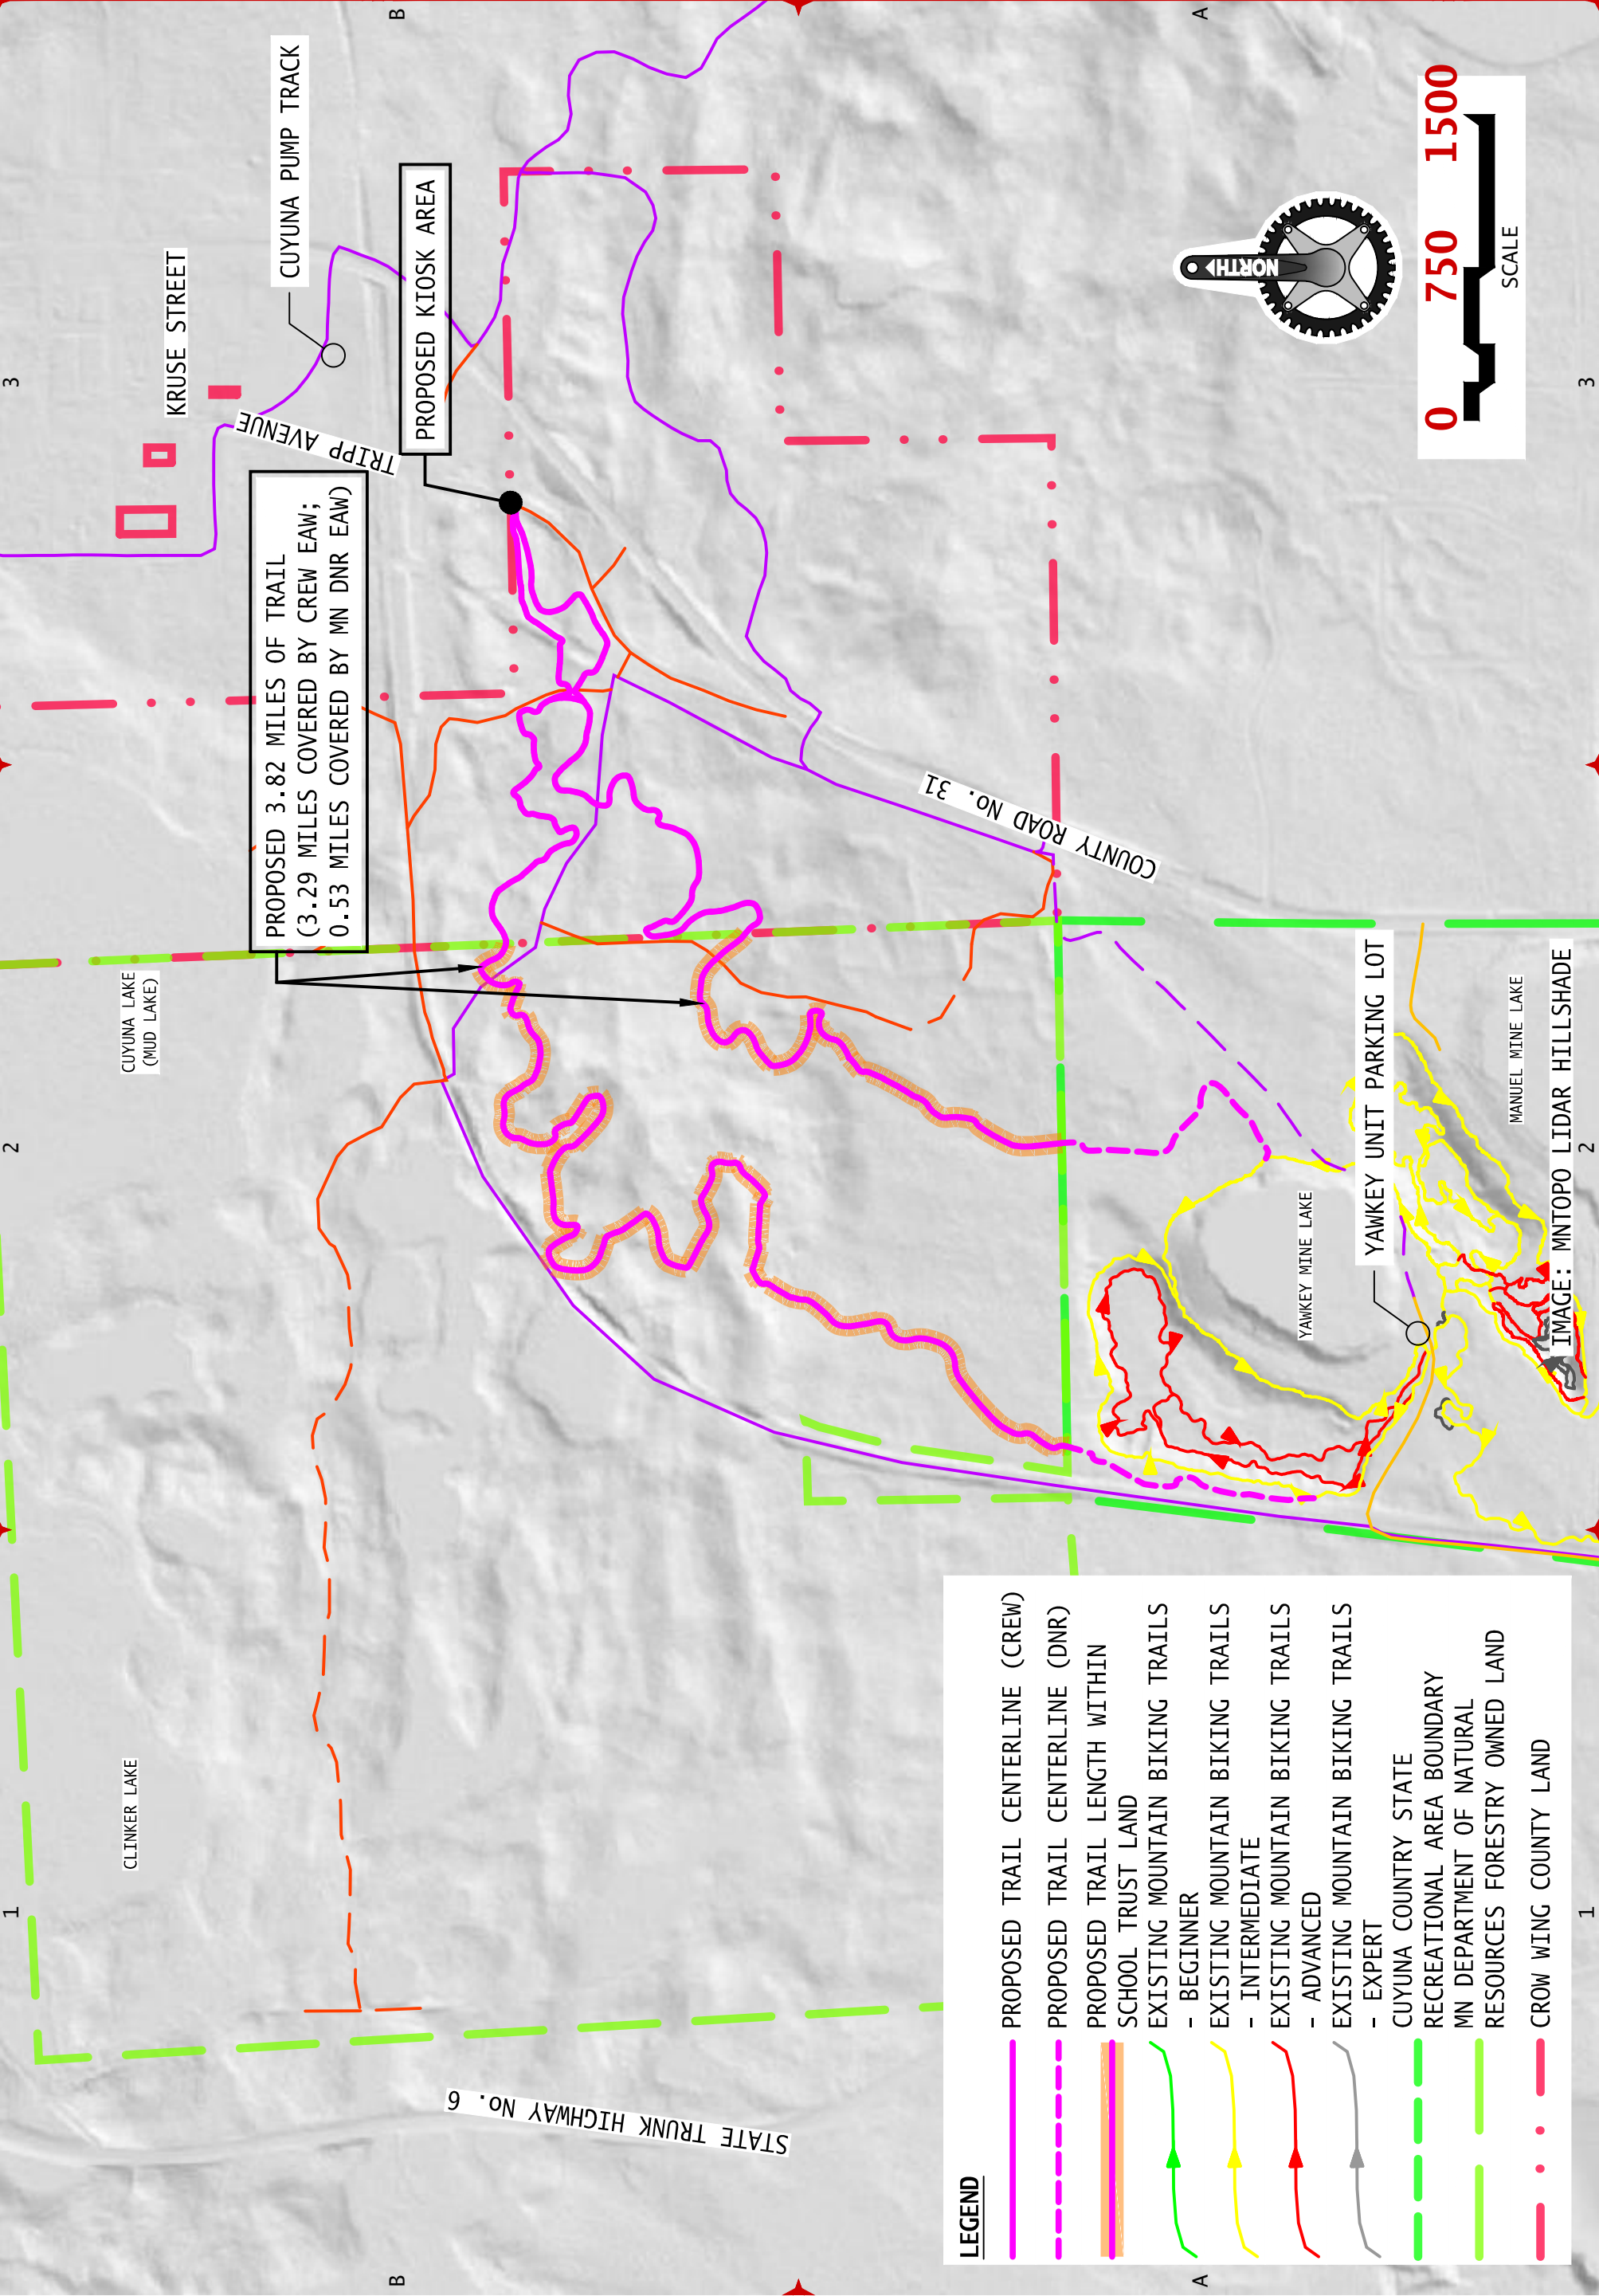 B
B
A
A
1
1
2
2
3
3
KRUSE STREET
CUYUNA PUMP TRACK
TRIPP AVENUE
PROPOSED KIOSK AREA
PROPOSED 3.82 MILES OF TRAIL
(3.29 MILES COVERED BY CREW EAW;
0.53 MILES COVERED BY MN DNR EAW)
CUYUNA LAKE
(MUD LAKE)
CLINKER LAKE
STATE TRUNK HIGHWAY No. 6
COUNTY ROAD No. 31
YAWKEY MINE LAKE
YAWKEY UNIT PARKING LOT
MANUEL MINE LAKE
IMAGE: MNTOPO LIDAR HILLSHADE
NORTH
0 750 1500
SCALE
LEGEND
PROPOSED TRAIL CENTERLINE (CREW)
PROPOSED TRAIL CENTERLINE (DNR)
PROPOSED TRAIL LENGTH WITHIN
SCHOOL TRUST LAND
EXISTING MOUNTAIN BIKING TRAILS
- BEGINNER
EXISTING MOUNTAIN BIKING TRAILS
- INTERMEDIATE
EXISTING MOUNTAIN BIKING TRAILS
- ADVANCED
EXISTING MOUNTAIN BIKING TRAILS
- EXPERT
CUYUNA COUNTRY STATE
RECREATIONAL AREA BOUNDARY
MN DEPARTMENT OF NATURAL
RESOURCES FORESTRY OWNED LAND
CROW WING COUNTY LAND